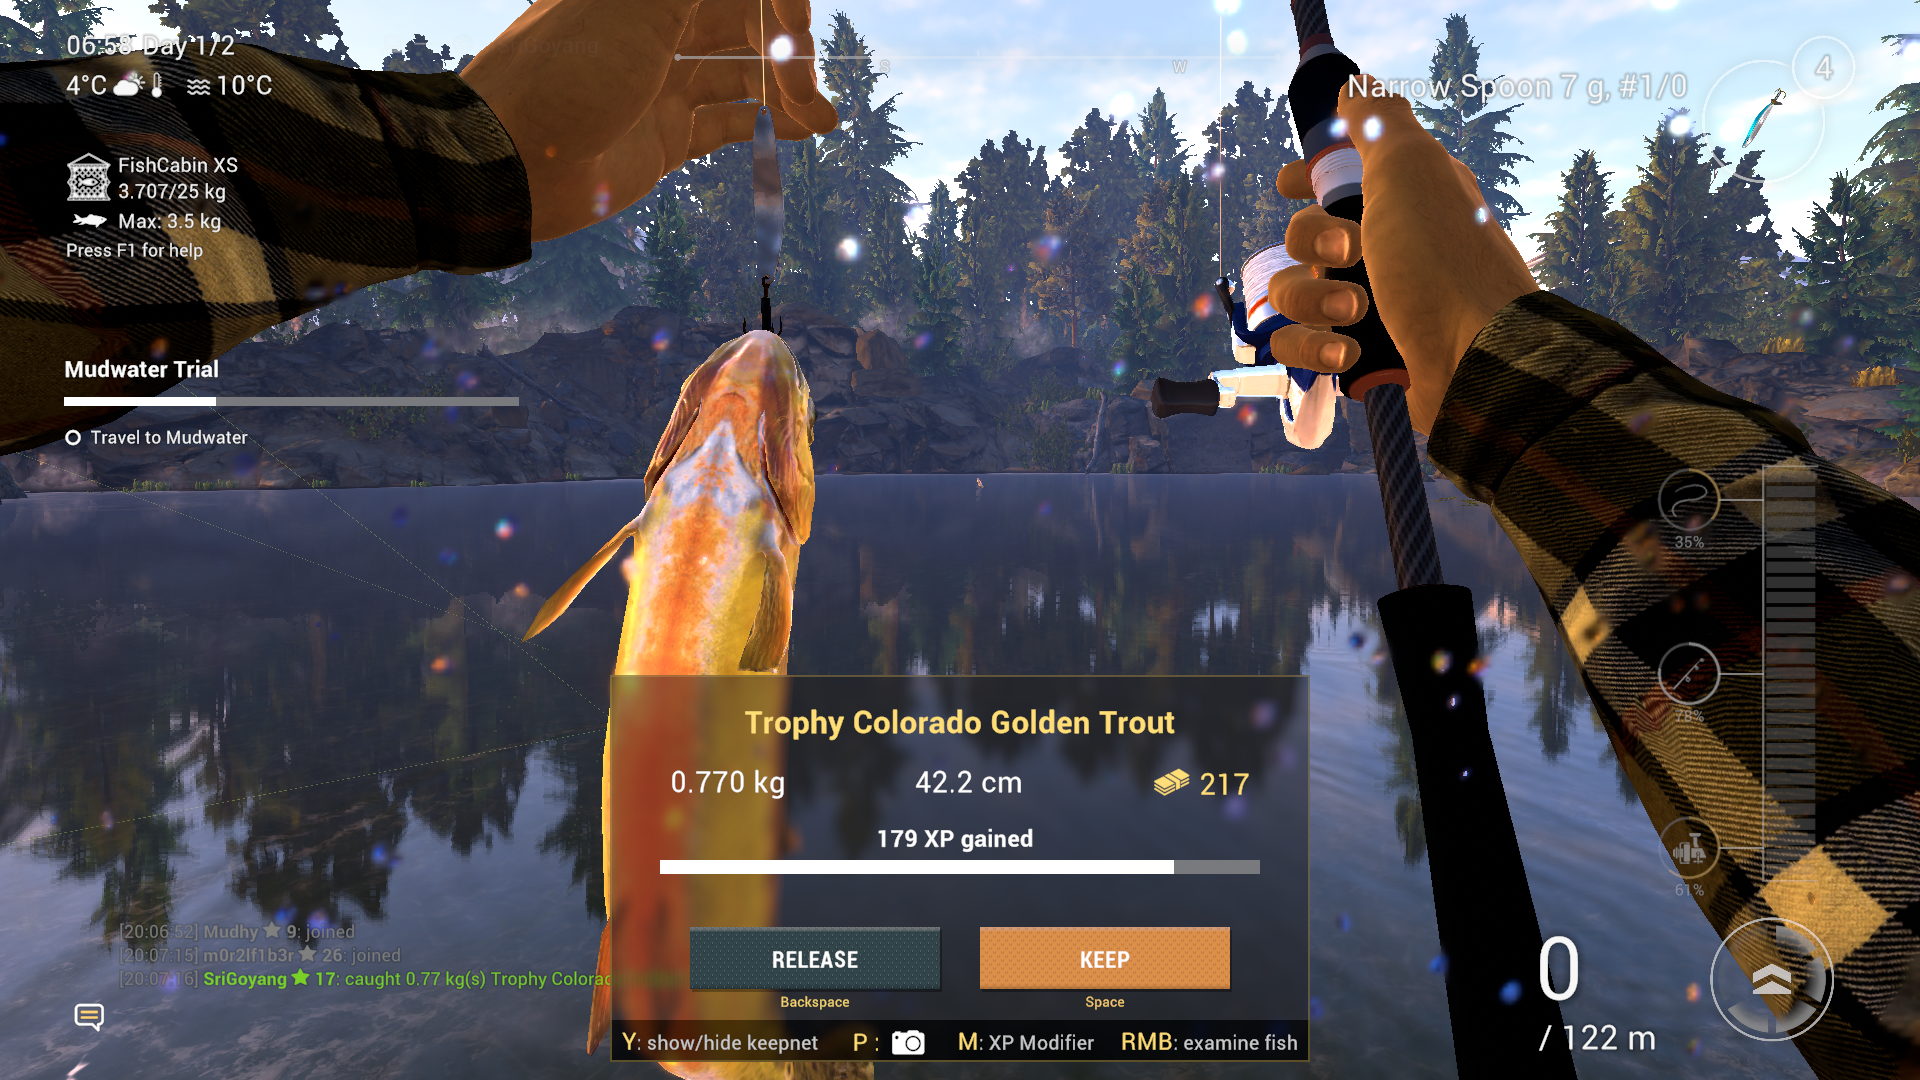 06:58 Day 1/2
4°C 10°C
FishCabin XS
3.707/25 kg
Max: 3.5 kg
Press F1 for help
S W
Narrow Spoon 7 g, #1/0
4
Mudwater Trial
Travel to Mudwater
35%
78%
61%
Trophy Colorado Golden Trout
0.770 kg 42.2 cm 217
179 XP gained
RELEASE KEEP
Backspace Space
Y: show/hide keepnet P : M: XP Modifier RMB: examine fish
[20:06:52] Mudhy 9: joined
[20:07:15] m0r2lf1b3r 26: joined
[20:07:16] SriGoyang 17: caught 0.77 kg(s) Trophy Colorad
0
/ 122 m